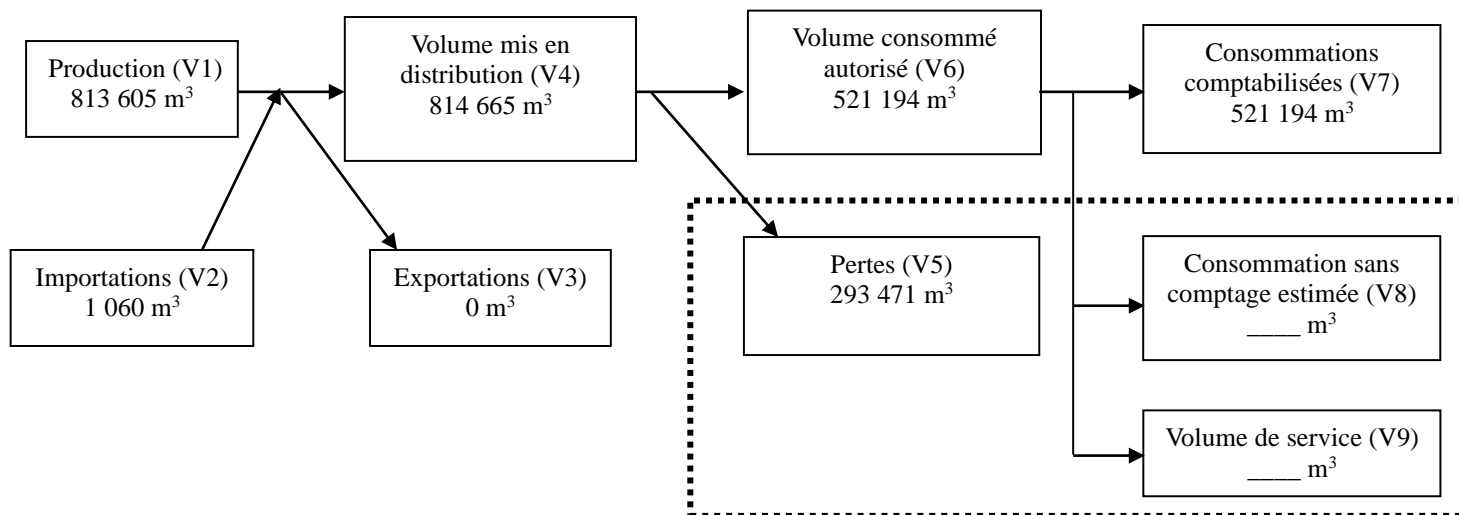 Production (V1)
813 605 m³
Volume mis en
distribution (V4)
814 665 m³
Volume consommé
autorisé (V6)
521 194 m³
Consommations
comptabilisées (V7)
521 194 m³
Importations (V2)
1 060 m³
Exportations (V3)
0 m³
Pertes (V5)
293 471 m³
Consommation sans
comptage estimée (V8)
____ m³
Volume de service (V9)
____ m³